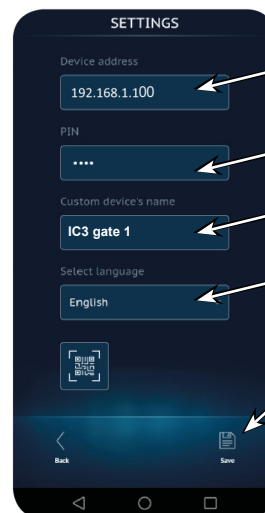 SETTINGS
Device address
192.168.1.100
PIN
••••
Custom device's name
IC3 gate 1
Select language
English
Back
Save